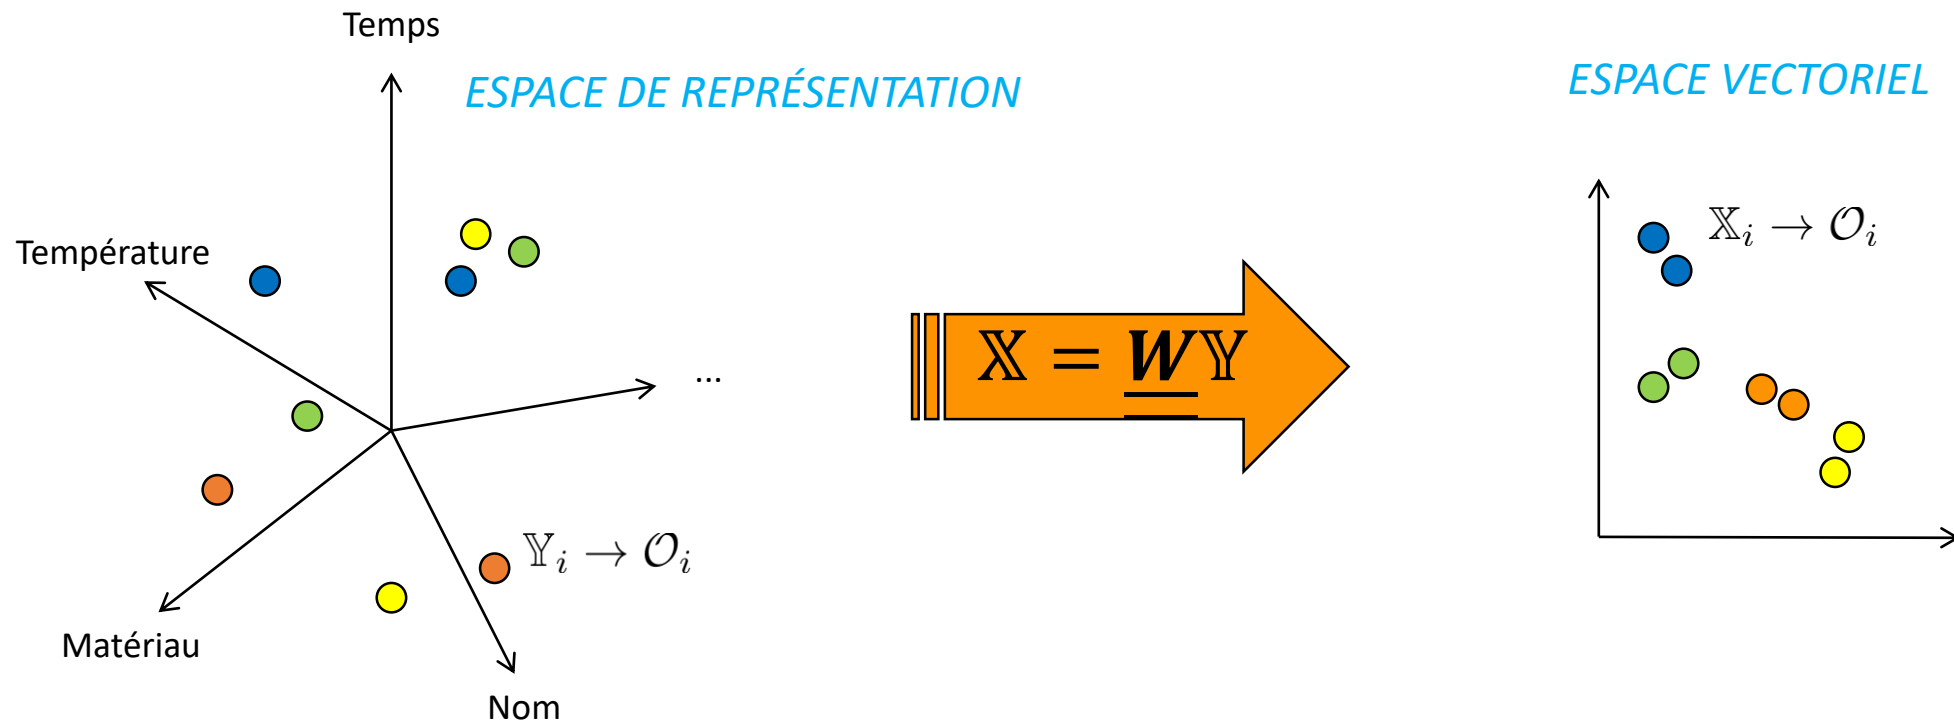 Temps
ESPACE DE REPRÉSENTATION
ESPACE VECTORIEL
Température
𝕏ᵢ → 𝒪ᵢ
𝕏 = W𝕐
...
𝕐ᵢ → 𝒪ᵢ
Matériau
Nom